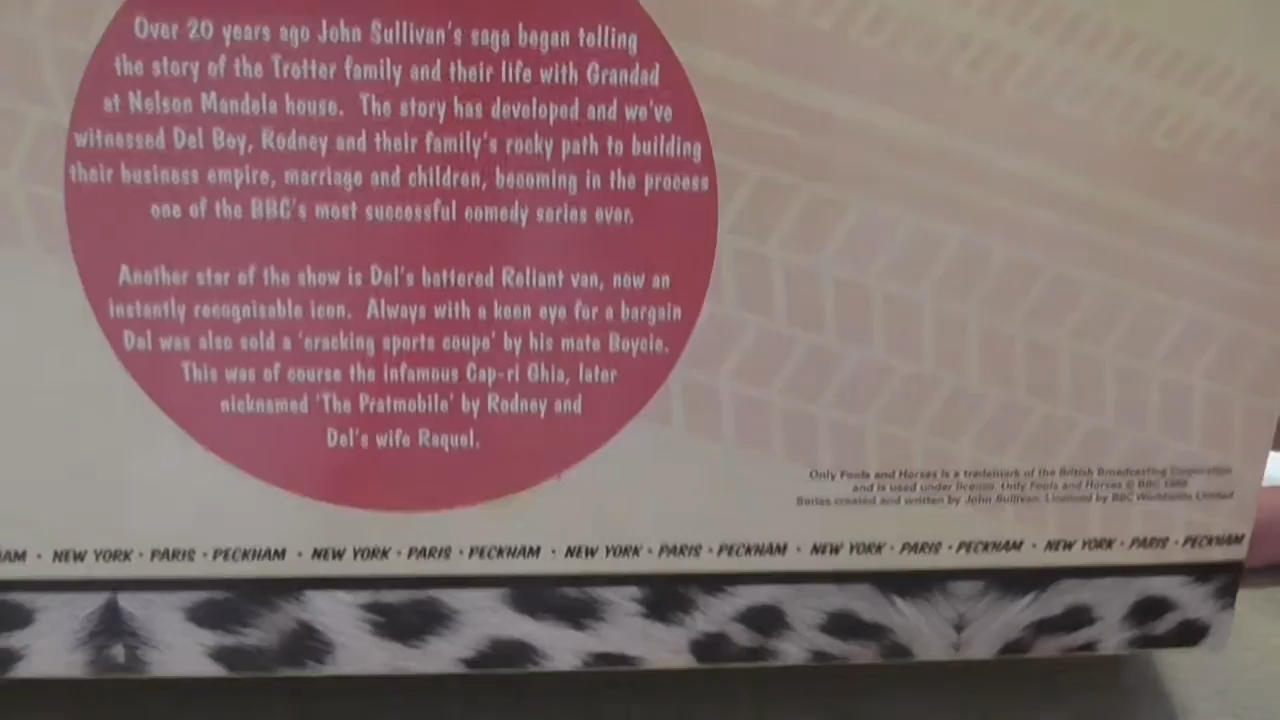 Over 20 years ago John Sullivan's saga began telling
the story of the Trotter family and their life with Grandad
at Nelson Mandela house. The story has developed and we've
witnessed Del Boy, Rodney and their family's rocky path to building
their business empire, marriage and children, becoming in the process
one of the BBC's most successful comedy series ever.
Another star of the show is Del's battered Reliant van, now an
instantly recognisable icon. Always with a keen eye for a bargain
Del was also sold a 'cracking sports coupe' by his mate Boycie.
This was of course the infamous Cap-ri Ghia, later
nicknamed 'The Pratmobile' by Rodney and
Del's wife Raquel.
Only Fools and Horses is a trademark of the British Broadcasting Corporation
and is used under license. Only Fools and Horses © BBC
Series created and written by John Sullivan. Licensed by BBC Worldwide Limited
HAM • NEW YORK • PARIS • PECKHAM • NEW YORK • PARIS • PECKHAM • NEW YORK • PARIS • PECKHAM • NEW YORK • PARIS • PECKHAM • NEW YORK • PARIS • PECKHAM